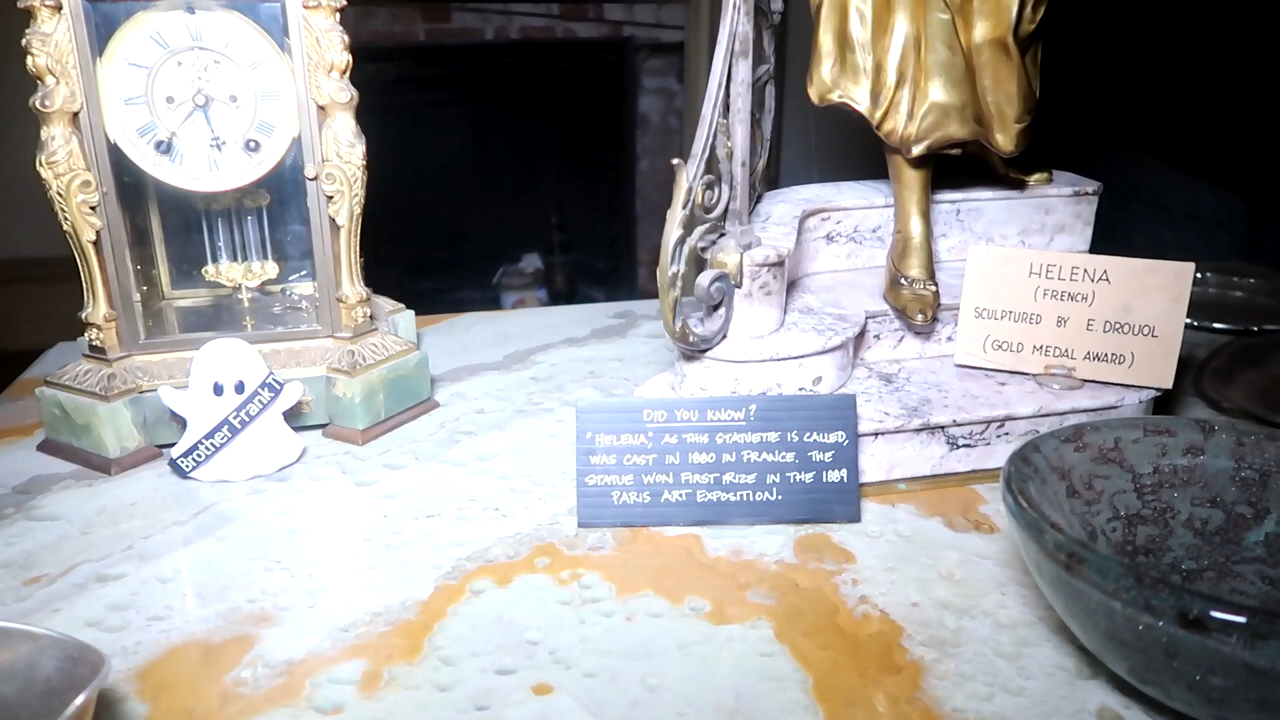 Brother Frank T
HELENA
(FRENCH)
SCULPTURED BY E. DROUOL
(GOLD MEDAL AWARD)
DID YOU KNOW?
"HELENA," AS THIS STATUETTE IS CALLED,
WAS CAST IN 1880 IN FRANCE. THE
STATUE WON FIRST PRIZE IN THE 1889
PARIS ART EXPOSITION.